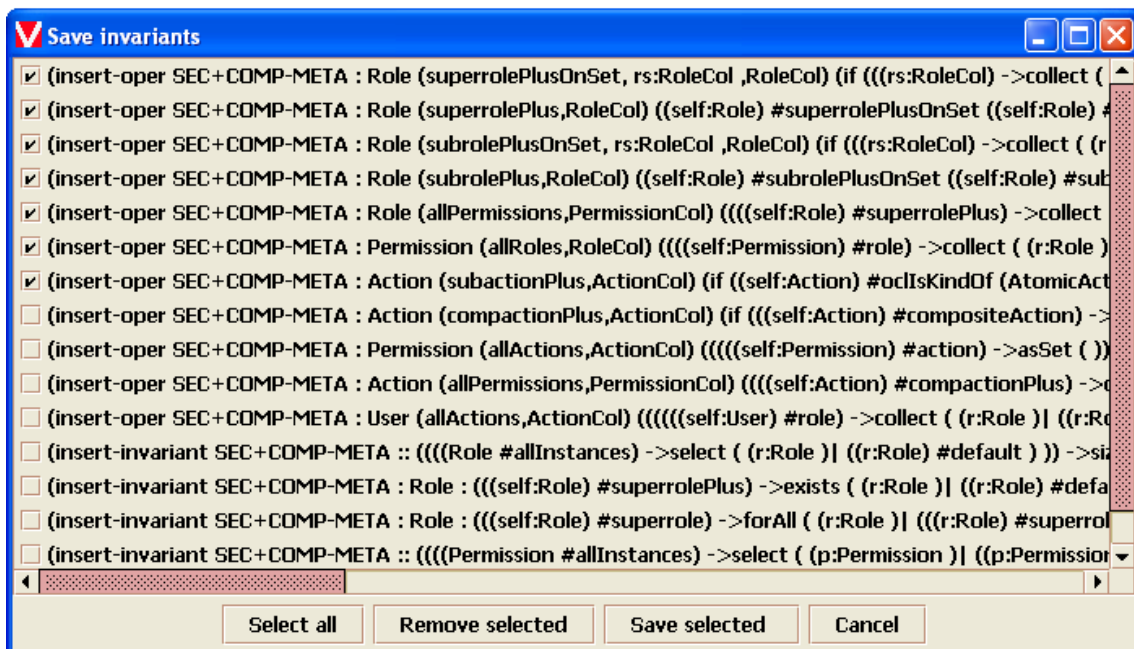 Save invariants
(insert-oper SEC+COMP-META : Role (superrolePlusOnSet, rs:RoleCol ,RoleCol) (if (((rs:RoleCol) ->collect (
(insert-oper SEC+COMP-META : Role (superrolePlus,RoleCol) ((self:Role) #superrolePlusOnSet ((self:Role) #
(insert-oper SEC+COMP-META : Role (subrolePlusOnSet, rs:RoleCol ,RoleCol) (if (((rs:RoleCol) ->collect ( (r
(insert-oper SEC+COMP-META : Role (subrolePlus,RoleCol) ((self:Role) #subrolePlusOnSet ((self:Role) #sub
(insert-oper SEC+COMP-META : Role (allPermissions,PermissionCol) ((((self:Role) #superrolePlus) ->collect
(insert-oper SEC+COMP-META : Permission (allRoles,RoleCol) ((((self:Permission) #role) ->collect ( (r:Role )
(insert-oper SEC+COMP-META : Action (subactionPlus,ActionCol) (if ((self:Action) #oclIsKindOf (AtomicAct
(insert-oper SEC+COMP-META : Action (compactionPlus,ActionCol) (if (((self:Action) #compositeAction) ->
(insert-oper SEC+COMP-META : Permission (allActions,ActionCol) (((((self:Permission) #action) ->asSet ( ))
(insert-oper SEC+COMP-META : Action (allPermissions,PermissionCol) ((((self:Action) #compactionPlus) ->c
(insert-oper SEC+COMP-META : User (allActions,ActionCol) ((((((self:User) #role) ->collect ( (r:Role )| ((r:Ro
(insert-invariant SEC+COMP-META :: ((((Role #allInstances) ->select ( (r:Role )| ((r:Role) #default ) )) ->siz
(insert-invariant SEC+COMP-META : Role : (((self:Role) #superrolePlus) ->exists ( (r:Role )| ((r:Role) #defa
(insert-invariant SEC+COMP-META : Role : (((self:Role) #superrole) ->forAll ( (r:Role )| (((r:Role) #superrol
(insert-invariant SEC+COMP-META :: ((((Permission #allInstances) ->select ( (p:Permission )| ((p:Permission
Select all Remove selected Save selected Cancel